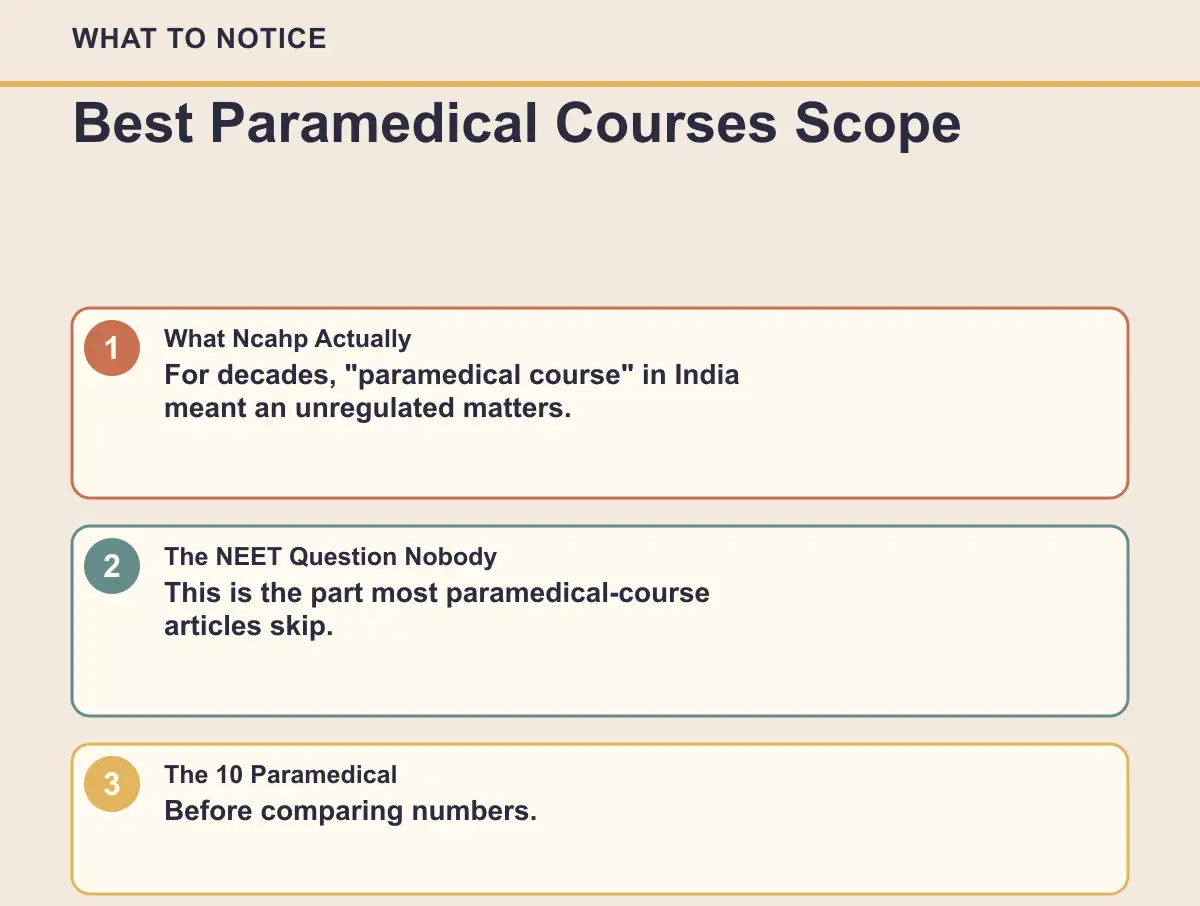 WHAT TO NOTICE
Best Paramedical Courses Scope
1
What Ncahp Actually
For decades, "paramedical course" in India
meant an unregulated matters.
2
The NEET Question Nobody
This is the part most paramedical-course
articles skip.
3
The 10 Paramedical
Before comparing numbers.